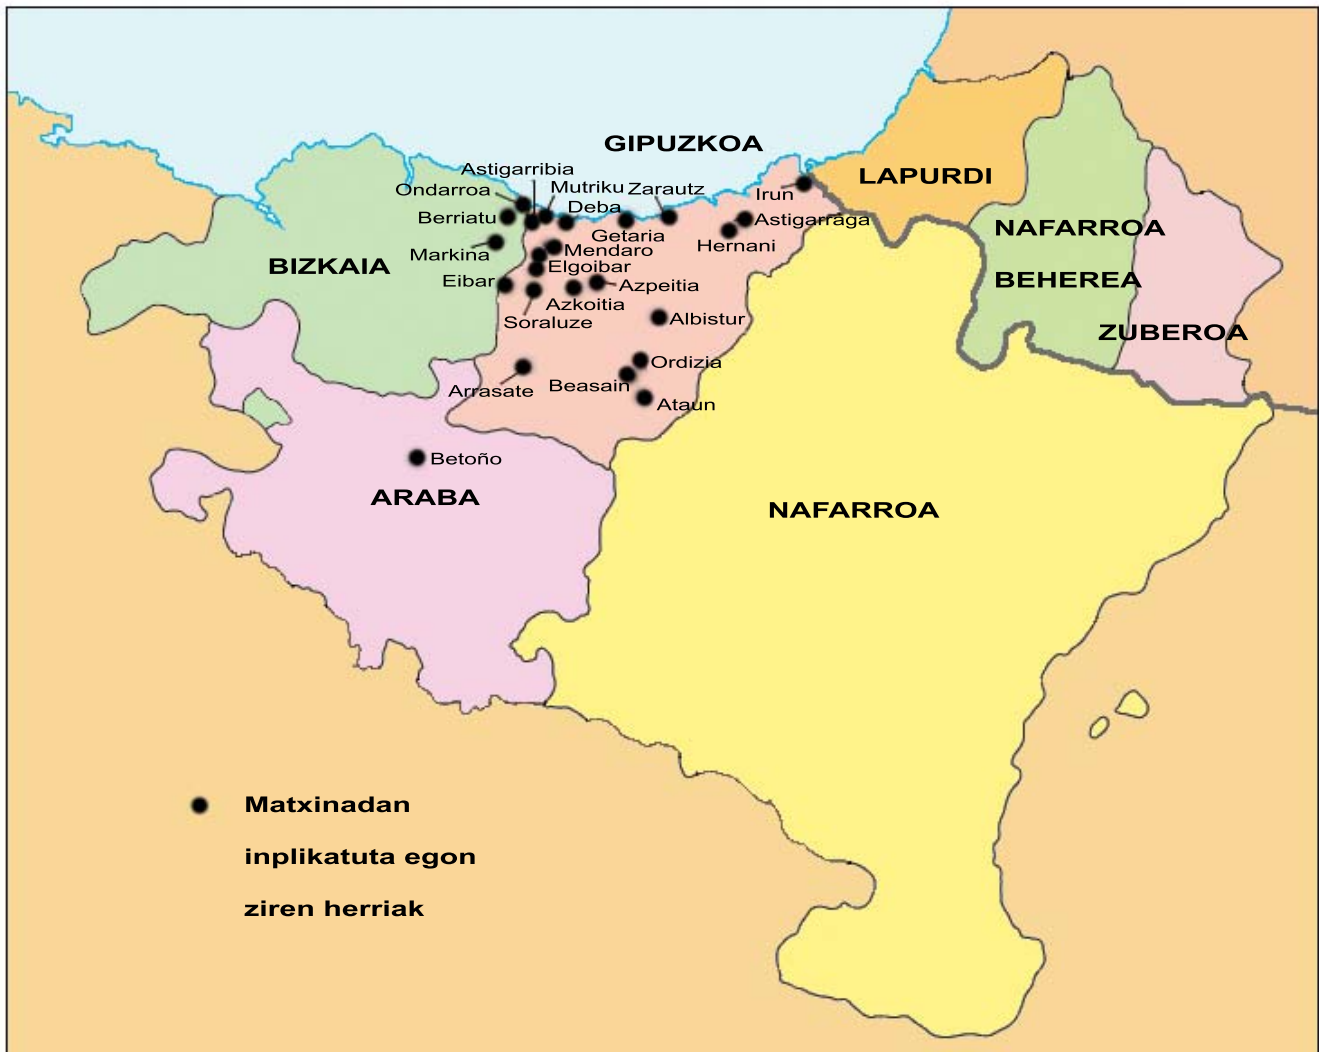 GIPUZKOA
Astigarribia
LAPURDI
Ondarroa
Mutriku
Zarautz
Irun
Deba
Berriatu
Astigarraga
NAFARROA
Getaria
Hernani
Markina
Mendaro
BIZKAIA
Elgoibar
Eibar
BEHEREA
Azpeitia
Azkoitia
Soraluze
Albistur
ZUBEROA
Ordizia
Arrasate
Beasain
Ataun
Betoño
ARABA
NAFARROA
Matxinadan
inplikatuta egon
ziren herriak